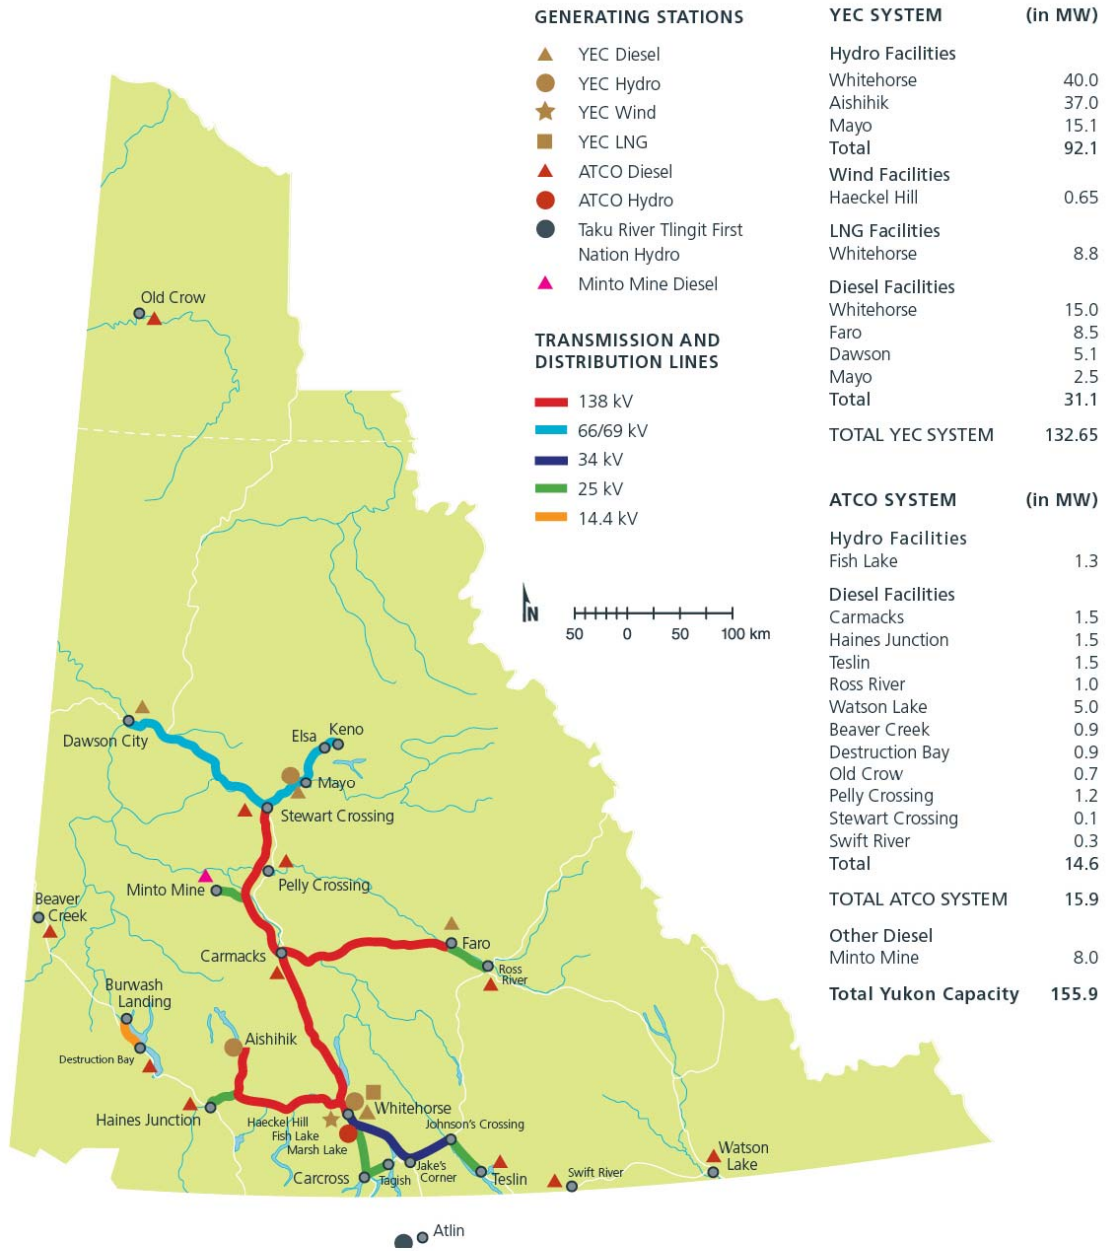 GENERATING STATIONS
YEC Diesel
YEC Hydro
YEC Wind
YEC LNG
ATCO Diesel
ATCO Hydro
Taku River Tlingit First
Nation Hydro
Minto Mine Diesel
TRANSMISSION AND
DISTRIBUTION LINES
138 kV
66/69 kV
34 kV
25 kV
14.4 kV
N
50 0 50 100 km
YEC SYSTEM (in MW)
Hydro Facilities
Whitehorse 40.0
Aishihik 37.0
Mayo 15.1
Total 92.1
Wind Facilities
Haeckel Hill 0.65
LNG Facilities
Whitehorse 8.8
Diesel Facilities
Whitehorse 15.0
Faro 8.5
Dawson 5.1
Mayo 2.5
Total 31.1
TOTAL YEC SYSTEM 132.65
ATCO SYSTEM (in MW)
Hydro Facilities
Fish Lake 1.3
Diesel Facilities
Carmacks 1.5
Haines Junction 1.5
Teslin 1.5
Ross River 1.0
Watson Lake 5.0
Beaver Creek 0.9
Destruction Bay 0.9
Old Crow 0.7
Pelly Crossing 1.2
Stewart Crossing 0.1
Swift River 0.3
Total 14.6
TOTAL ATCO SYSTEM 15.9
Other Diesel
Minto Mine 8.0
Total Yukon Capacity 155.9
Old Crow
Dawson City
Elsa
Keno
Mayo
Stewart Crossing
Minto Mine
Pelly Crossing
Beaver
Creek
Carmacks
Faro
Ross
River
Burwash
Landing
Destruction Bay
Aishihik
Haines Junction
Haeckel Hill
Fish Lake
Marsh Lake
Whitehorse
Johnson's Crossing
Carcross
Tagish
Jake's
Corner
Teslin
Swift River
Watson
Lake
Atlin